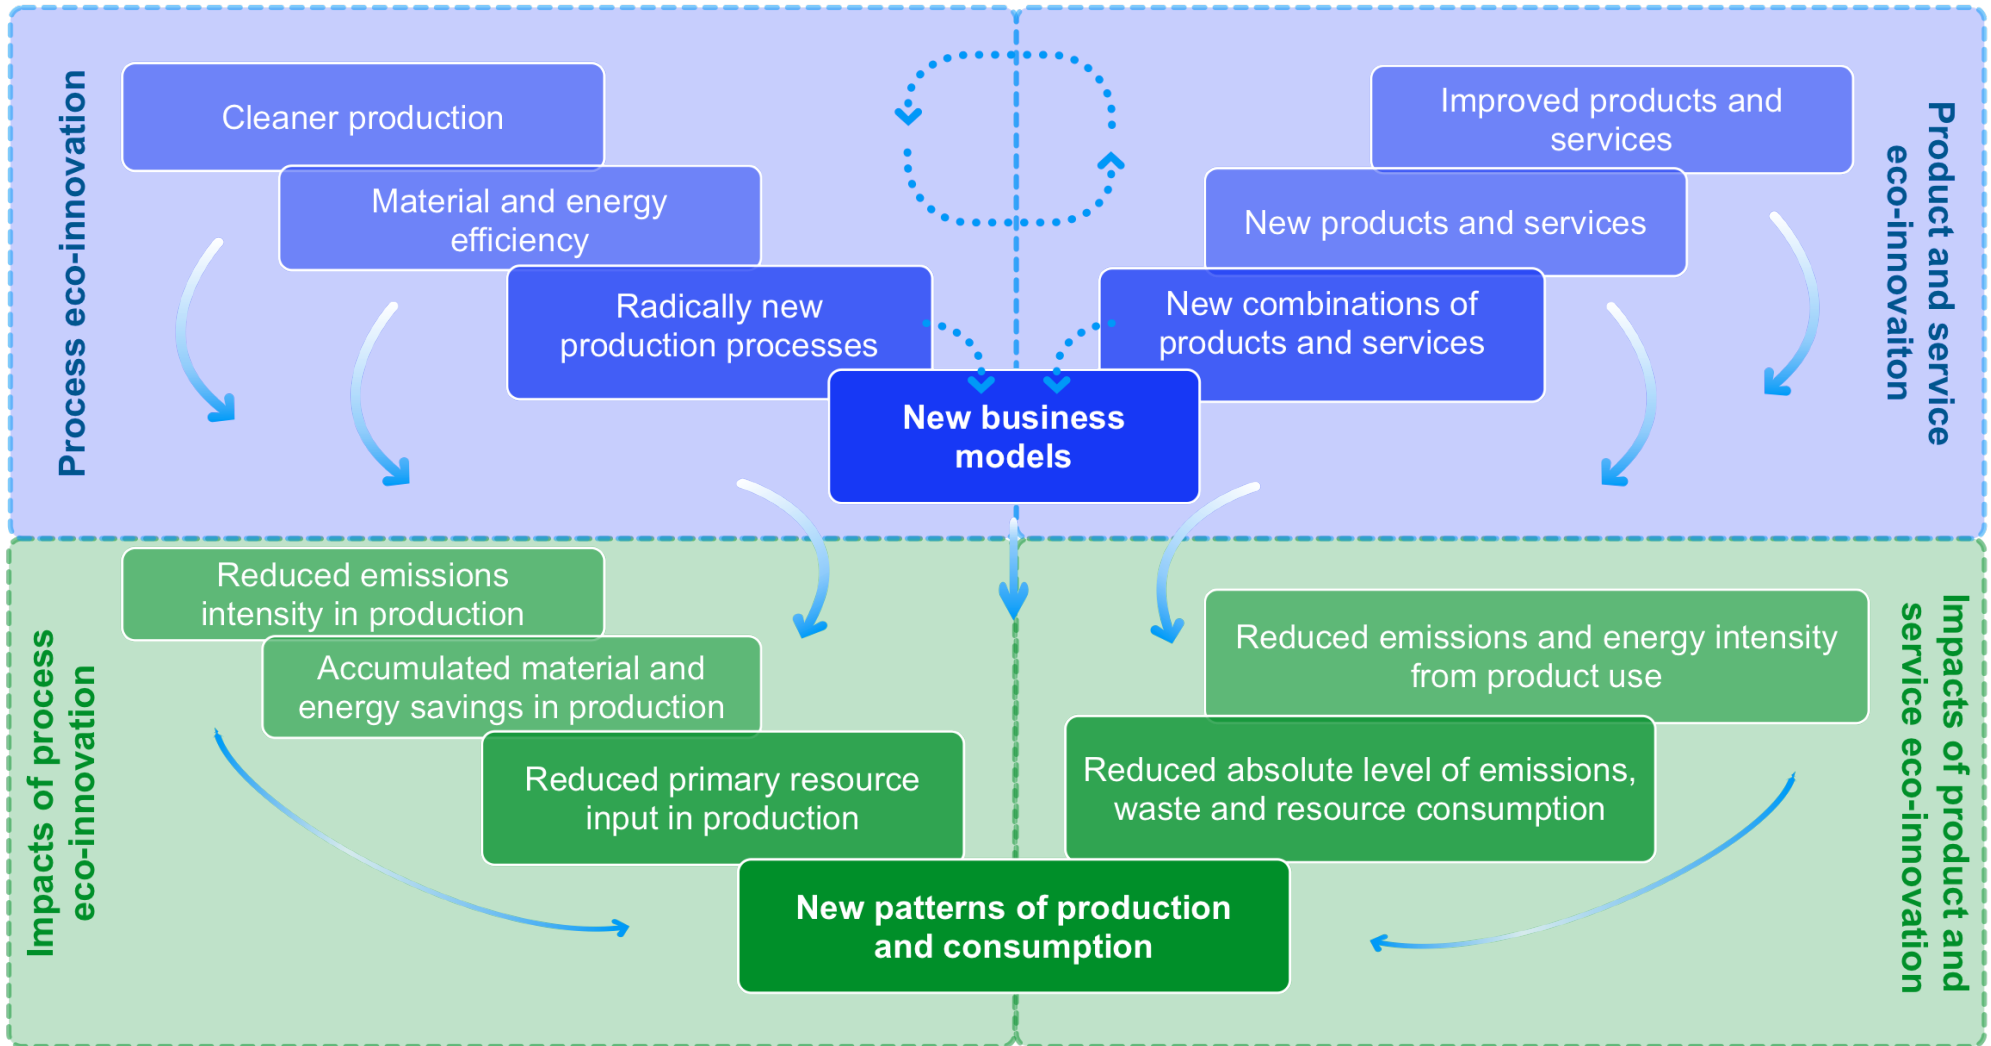 Process eco-innovation
Cleaner production
Material and energy
efficiency
Radically new
production processes
Improved products and
services
New products and services
New combinations of
products and services
Product and service
eco-innovaiton
New business
models
Impacts of process
eco-innovation
Reduced emissions
intensity in production
Accumulated material and
energy savings in production
Reduced primary resource
input in production
Reduced emissions and energy intensity
from product use
Reduced absolute level of emissions,
waste and resource consumption
Impacts of product and
service eco-innovation
New patterns of production
and consumption